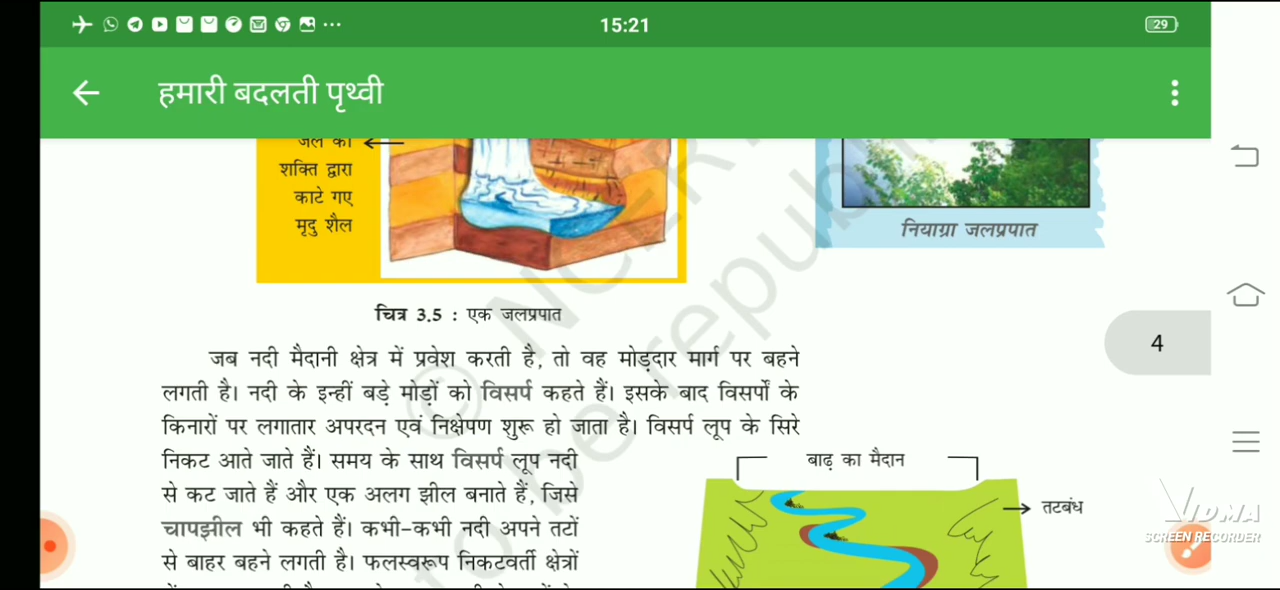 15:21
29
हमारी बदलती पृथ्वी
शक्ति द्वारा
काटे गए
मृदु शैल
नियाग्रा जलप्रपात
चित्र 3.5 : एक जलप्रपात
4
जब नदी मैदानी क्षेत्र में प्रवेश करती है, तो वह मोड़दार मार्ग पर बहने
लगती है। नदी के इन्हीं बड़े मोड़ों को विसर्प कहते हैं। इसके बाद विसर्पों के
किनारों पर लगातार अपरदन एवं निक्षेपण शुरू हो जाता है। विसर्प लूप के सिरे
निकट आते जाते हैं। समय के साथ विसर्प लूप नदी
से कट जाते हैं और एक अलग झील बनाते हैं, जिसे
चापझील भी कहते हैं। कभी-कभी नदी अपने तटों
से बाहर बहने लगती है। फलस्वरूप निकटवर्ती क्षेत्रों
बाढ़ का मैदान
तटबंध
VDMA
SCREEN RECORDER